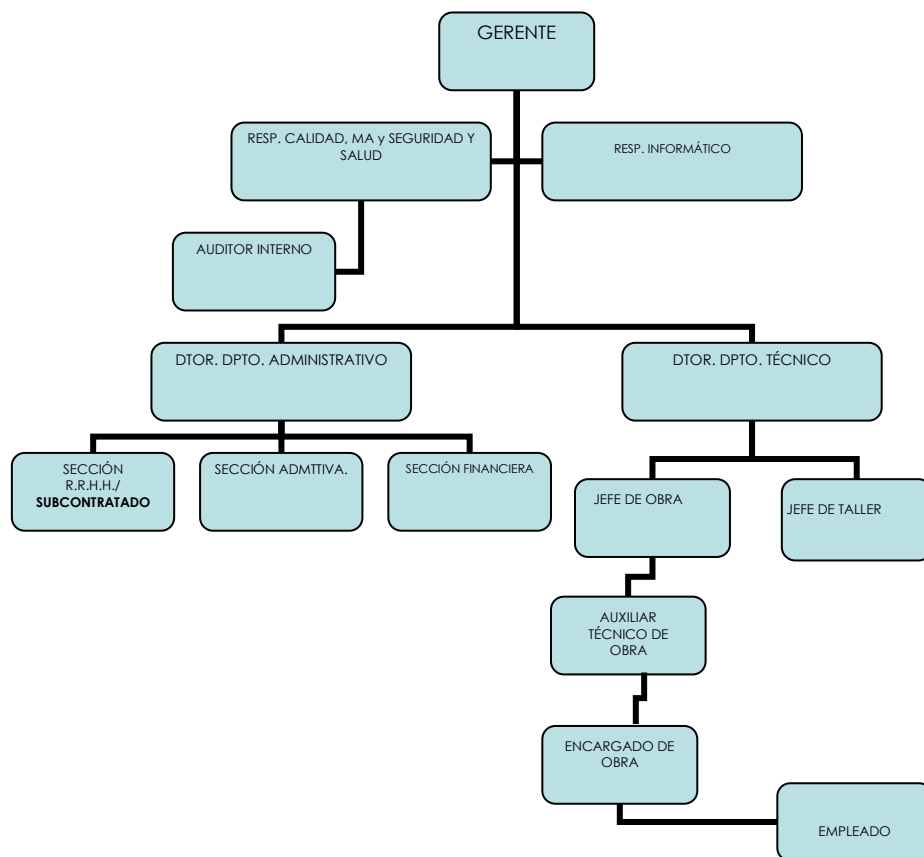 GERENTE
RESP. CALIDAD, MA y SEGURIDAD Y
SALUD
RESP. INFORMÁTICO
AUDITOR INTERNO
DTOR. DPTO. ADMINISTRATIVO
DTOR. DPTO. TÉCNICO
SECCIÓN
R.R.H.H./
SUBCONTRATADO
SECCIÓN ADMTTIVA.
SECCIÓN FINANCIERA
JEFE DE OBRA
JEFE DE TALLER
AUXILIAR
TÉCNICO DE
OBRA
ENCARGADO DE
OBRA
EMPLEADO